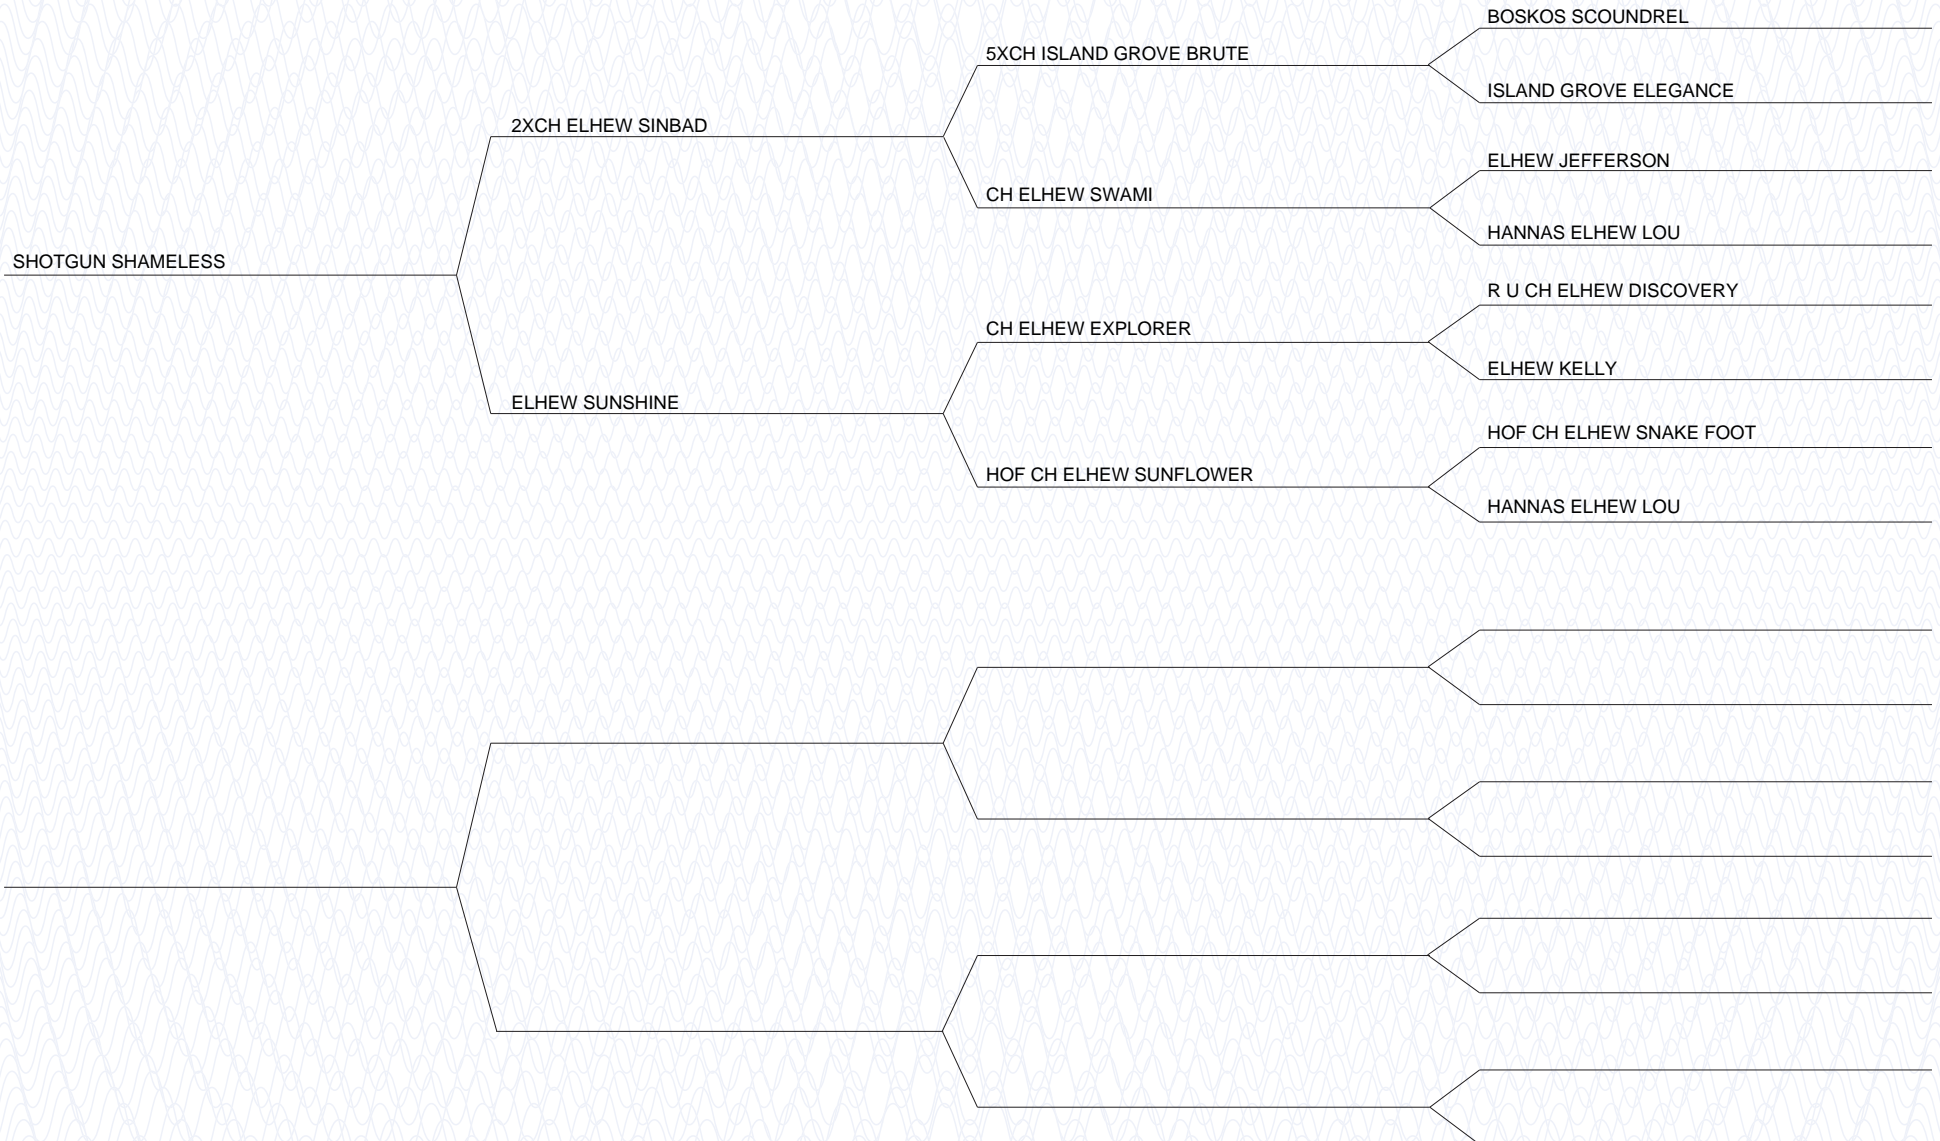 BOSKOS SCOUNDREL
5XCH ISLAND GROVE BRUTE
ISLAND GROVE ELEGANCE
2XCH ELHEW SINBAD
ELHEW JEFFERSON
CH ELHEW SWAMI
HANNAS ELHEW LOU
SHOTGUN SHAMELESS
R U CH ELHEW DISCOVERY
CH ELHEW EXPLORER
ELHEW KELLY
ELHEW SUNSHINE
HOF CH ELHEW SNAKE FOOT
HOF CH ELHEW SUNFLOWER
HANNAS ELHEW LOU